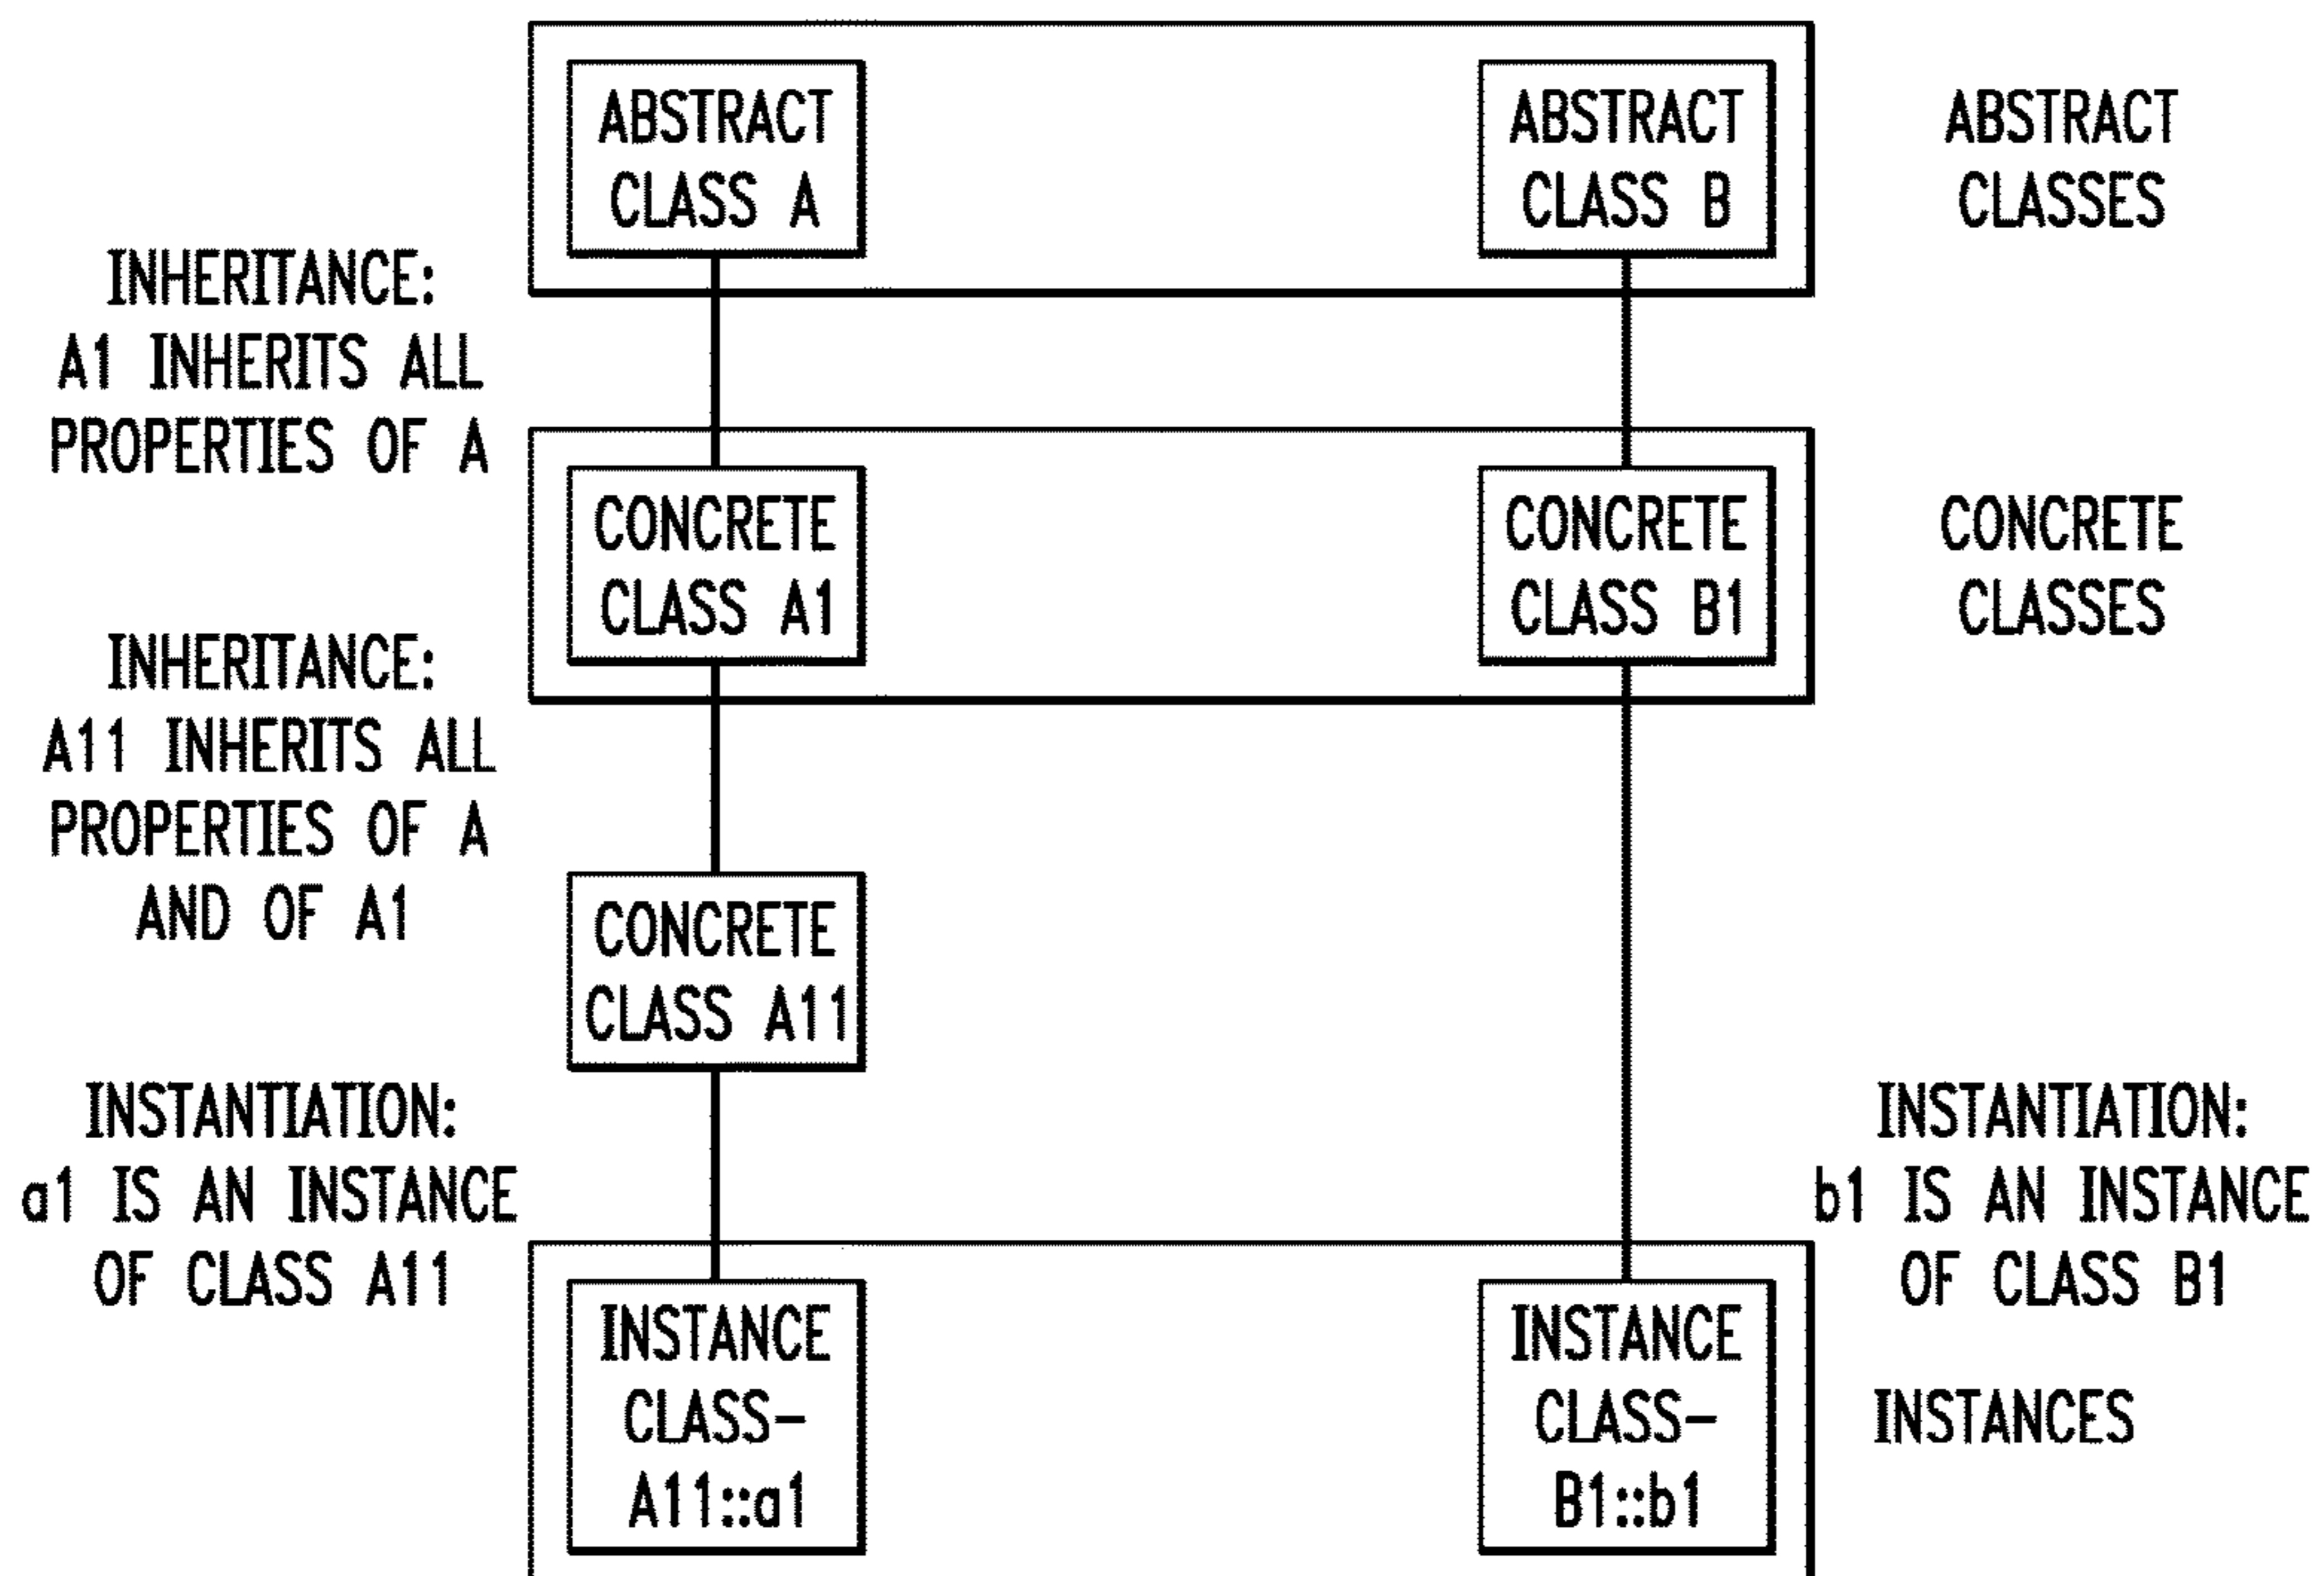 ABSTRACT
CLASS A
ABSTRACT
CLASS B
ABSTRACT
CLASSES
INHERITANCE:
A1 INHERITS ALL
PROPERTIES OF A
CONCRETE
CLASS A1
CONCRETE
CLASS B1
CONCRETE
CLASSES
INHERITANCE:
A11 INHERITS ALL
PROPERTIES OF A
AND OF A1
CONCRETE
CLASS A11
INSTANTIATION:
a1 IS AN INSTANCE
OF CLASS A11
INSTANTIATION:
b1 IS AN INSTANCE
OF CLASS B1
INSTANCE
CLASS-
A11::a1
INSTANCE
CLASS-
B1::b1
INSTANCES